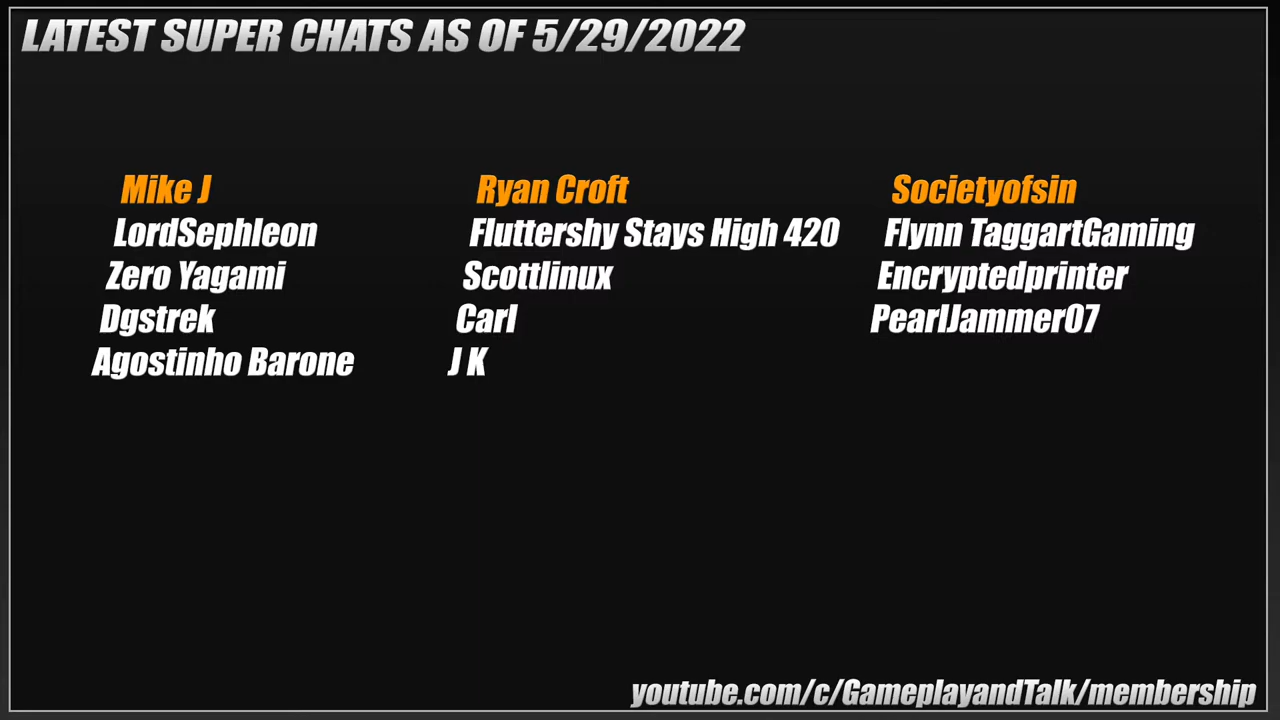 LATEST SUPER CHATS AS OF 5/29/2022
Mike J
LordSephleon
Zero Yagami
Dgstrek
Agostinho Barone
Ryan Croft
Fluttershy Stays High 420
Scottlinux
Carl
J K
Societyofsin
Flynn TaggartGaming
Encryptedprinter
PearlJammer07
youtube.com/c/GameplayandTalk/membership